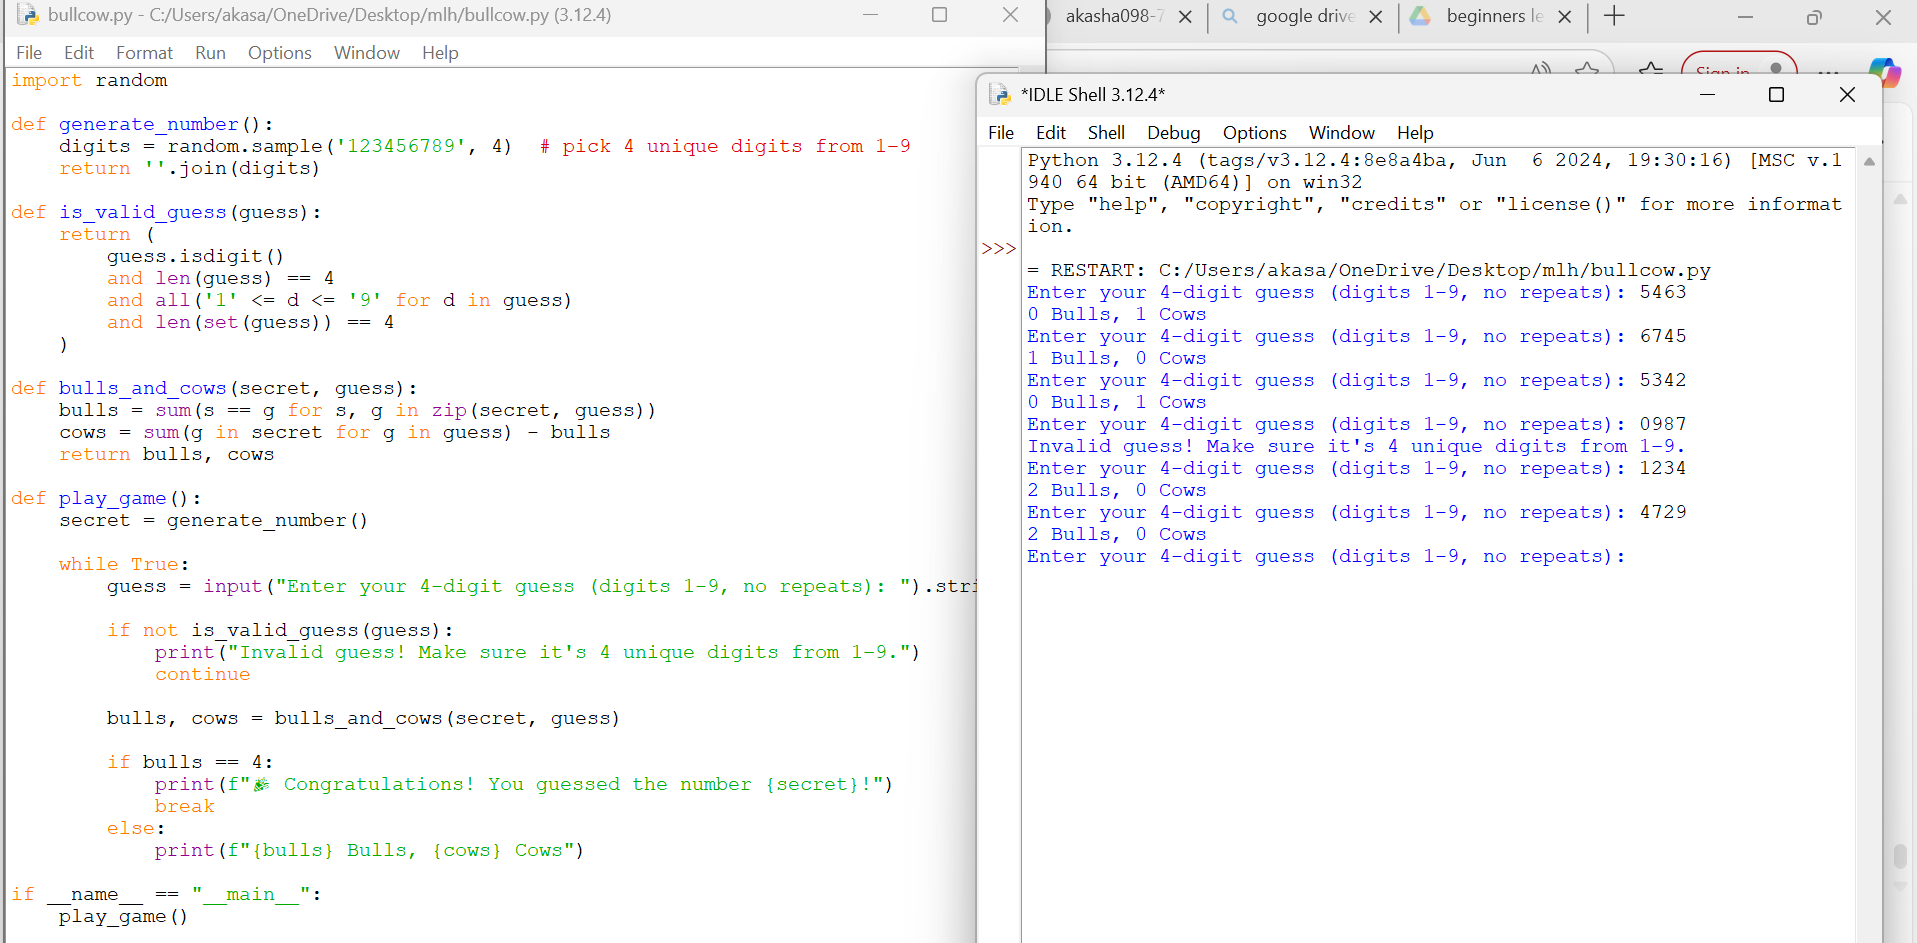 bullcow.py - C:/Users/akasa/OneDrive/Desktop/mlh/bullcow.py (3.12.4)
File Edit Format Run Options Window Help
import random
def generate_number():
    digits = random.sample('123456789', 4)  # pick 4 unique digits from 1-9
    return ''.join(digits)
def is_valid_guess(guess):
    return (
        guess.isdigit()
        and len(guess) == 4
        and all('1' <= d <= '9' for d in guess)
        and len(set(guess)) == 4
    )
def bulls_and_cows(secret, guess):
    bulls = sum(s == g for s, g in zip(secret, guess))
    cows = sum(g in secret for g in guess) - bulls
    return bulls, cows
def play_game():
    secret = generate_number()
    while True:
        guess = input("Enter your 4-digit guess (digits 1-9, no repeats): ").stri
        if not is_valid_guess(guess):
            print("Invalid guess! Make sure it's 4 unique digits from 1-9.")
            continue
        bulls, cows = bulls_and_cows(secret, guess)
        if bulls == 4:
            print(f"🎉 Congratulations! You guessed the number {secret}!")
            break
        else:
            print(f"{bulls} Bulls, {cows} Cows")
if __name__ == "__main__":
    play_game()
akasha098-7
google drive
beginners le
Sign in
*IDLE Shell 3.12.4*
File Edit Shell Debug Options Window Help
Python 3.12.4 (tags/v3.12.4:8e8a4ba, Jun  6 2024, 19:30:16) [MSC v.1
940 64 bit (AMD64)] on win32
Type "help", "copyright", "credits" or "license()" for more informat
ion.
>>>
= RESTART: C:/Users/akasa/OneDrive/Desktop/mlh/bullcow.py
Enter your 4-digit guess (digits 1-9, no repeats): 5463
0 Bulls, 1 Cows
Enter your 4-digit guess (digits 1-9, no repeats): 6745
1 Bulls, 0 Cows
Enter your 4-digit guess (digits 1-9, no repeats): 5342
0 Bulls, 1 Cows
Enter your 4-digit guess (digits 1-9, no repeats): 0987
Invalid guess! Make sure it's 4 unique digits from 1-9.
Enter your 4-digit guess (digits 1-9, no repeats): 1234
2 Bulls, 0 Cows
Enter your 4-digit guess (digits 1-9, no repeats): 4729
2 Bulls, 0 Cows
Enter your 4-digit guess (digits 1-9, no repeats):